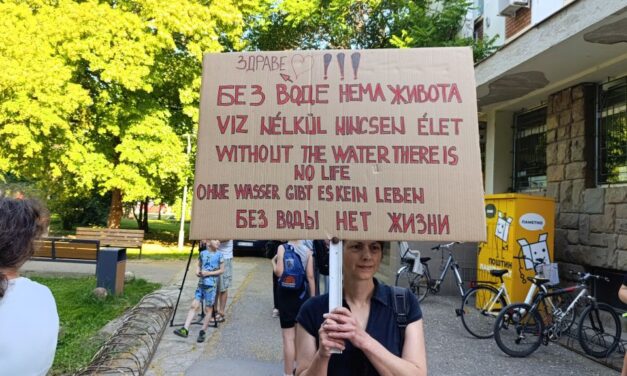 ЗДРАВЕ !!!
БЕЗ ВОДЕ НЕМА ЖИВОТА
VIZ NÉLKÜL NINCSEN ÉLET
WITHOUT THE WATER THERE IS
NO LIFE
OHNE WASSER GIBT ES KEIN LEBEN
БЕЗ ВОДЫ НЕТ ЖИЗНИ